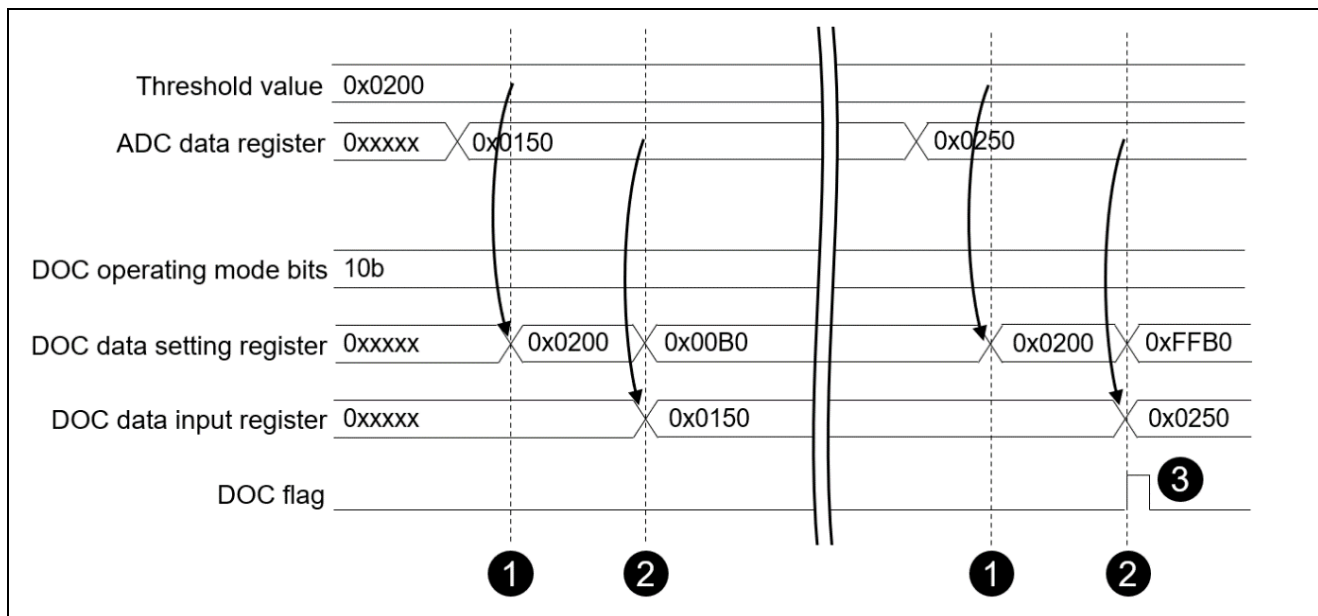 Threshold value 0x0200
ADC data register 0xxxxx 0x0150 0x0250
DOC operating mode bits 10b
DOC data setting register 0xxxxx 0x0200 0x00B0 0x0200 0xFFB0
DOC data input register 0xxxxx 0x0150 0x0250
DOC flag 3
1 2 1 2